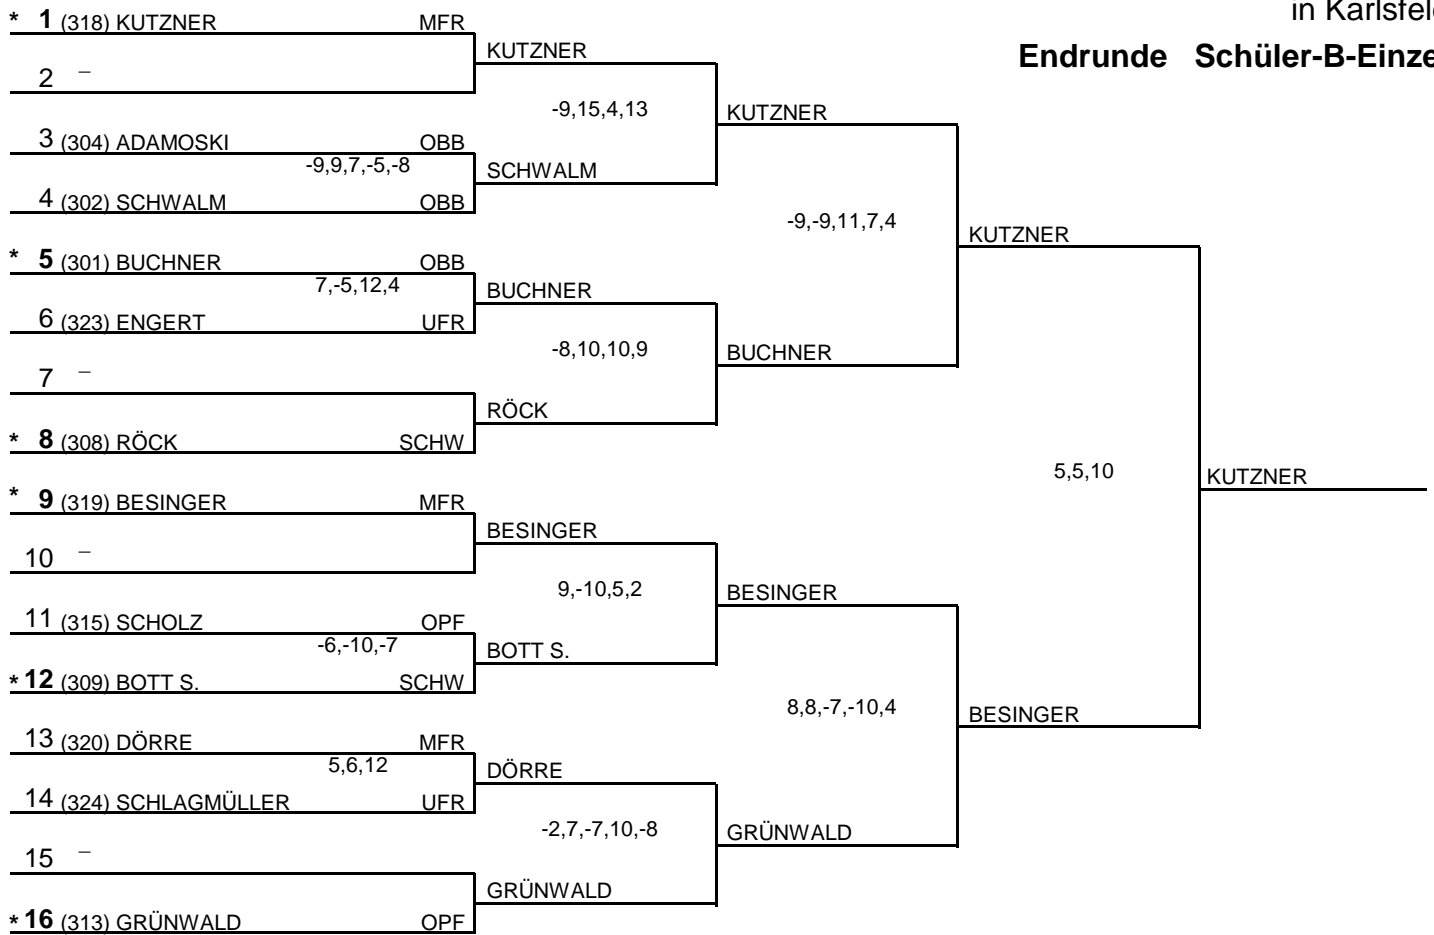 in Karlsfel
Endrunde Schüler-B-Einze
* 1 (318) KUTZNER MFR
KUTZNER
2 –
-9,15,4,13
KUTZNER
3 (304) ADAMOSKI OBB
-9,9,7,-5,-8
SCHWALM
4 (302) SCHWALM OBB
-9,-9,11,7,4
KUTZNER
* 5 (301) BUCHNER OBB
7,-5,12,4
BUCHNER
6 (323) ENGERT UFR
-8,10,10,9
BUCHNER
7 –
RÖCK
* 8 (308) RÖCK SCHW
5,5,10
KUTZNER
* 9 (319) BESINGER MFR
BESINGER
10 –
9,-10,5,2
BESINGER
11 (315) SCHOLZ OPF
-6,-10,-7
BOTT S.
* 12 (309) BOTT S. SCHW
8,8,-7,-10,4
BESINGER
13 (320) DÖRRE MFR
5,6,12
DÖRRE
14 (324) SCHLAGMÜLLER UFR
-2,7,-7,10,-8
GRÜNWALD
15 –
GRÜNWALD
* 16 (313) GRÜNWALD OPF